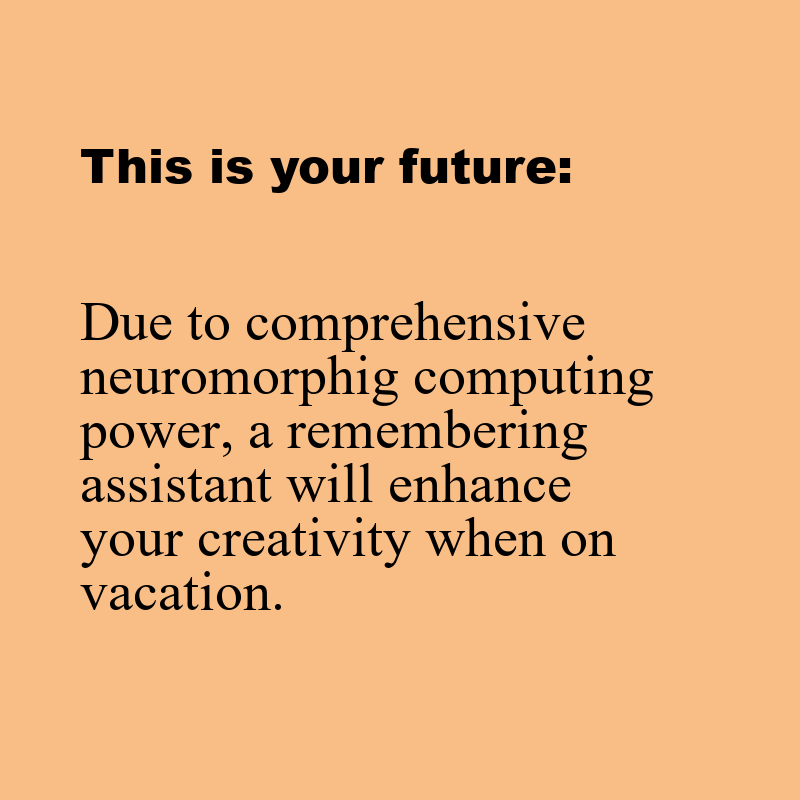 This is your future:
Due to comprehensive
neuromorphig computing
power, a remembering
assistant will enhance
your creativity when on
vacation.